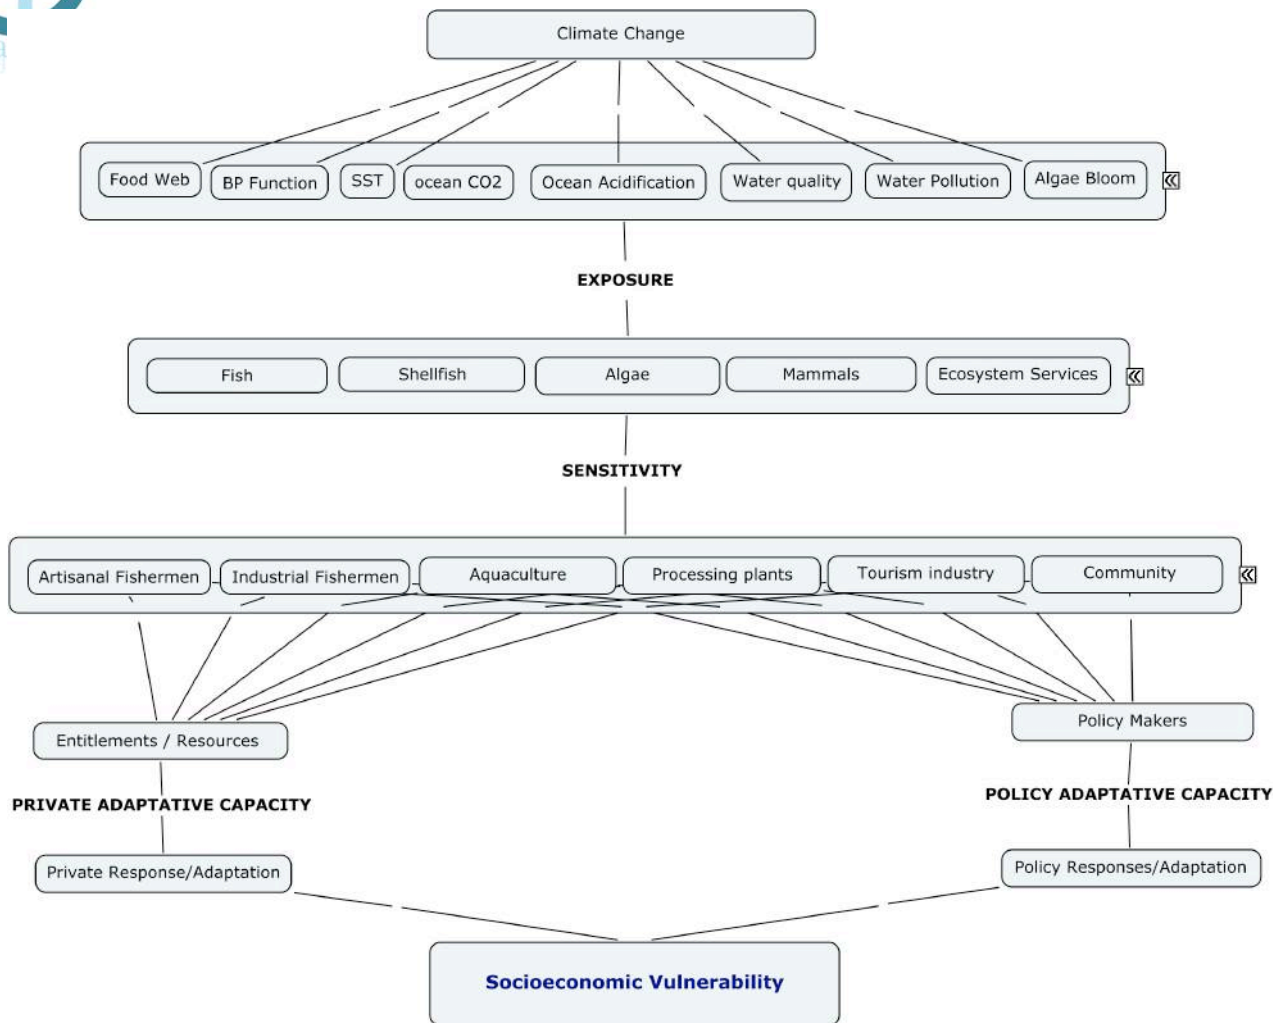 Climate Change
Food Web
BP Function
SST
ocean CO2
Ocean Acidification
Water quality
Water Pollution
Algae Bloom
EXPOSURE
Fish
Shellfish
Algae
Mammals
Ecosystem Services
SENSITIVITY
Artisanal Fishermen
Industrial Fishermen
Aquaculture
Processing plants
Tourism industry
Community
Entitlements / Resources
Policy Makers
PRIVATE ADAPTATIVE CAPACITY
POLICY ADAPTATIVE CAPACITY
Private Response/Adaptation
Policy Responses/Adaptation
Socioeconomic Vulnerability